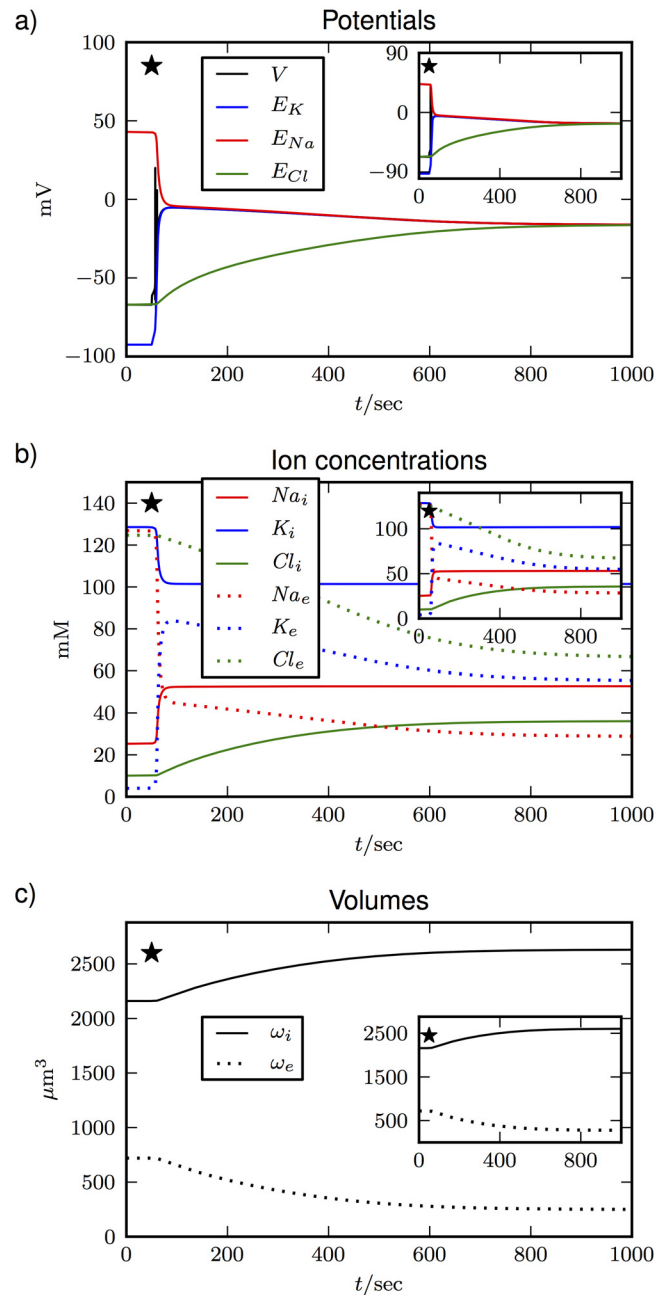 a)
Potentials
100
50
0
−50
−100
mV
V
E_K
E_Na
E_Cl
90
0
−90
0 400 800
0 200 400 600 800 1000
t/sec
b)
Ion concentrations
140
120
100
80
60
40
20
0
mM
Na_i
K_i
Cl_i
Na_e
K_e
Cl_e
100
50
0
0 400 800
0 200 400 600 800 1000
t/sec
c)
Volumes
2500
2000
1500
1000
500
0
μm³
ω_i
ω_e
2500
1500
500
0 400 800
0 200 400 600 800 1000
t/sec